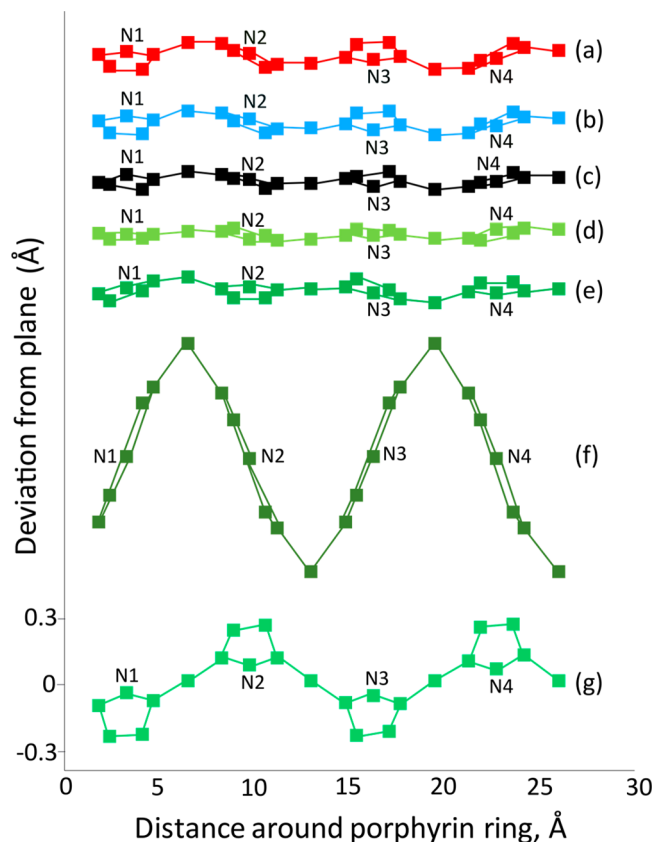 N1 N2 N3 N4 (a)
N1 N2 N3 N4 (b)
N1 N2 N3 N4 (c)
N1 N2 N3 N4 (d)
N1 N2 N3 N4 (e)
N1 N2 N3 N4 (f)
N1 N2 N3 N4 (g)
Deviation from plane (Å)
0.3
0
-0.3
0 5 10 15 20 25 30
Distance around porphyrin ring, Å